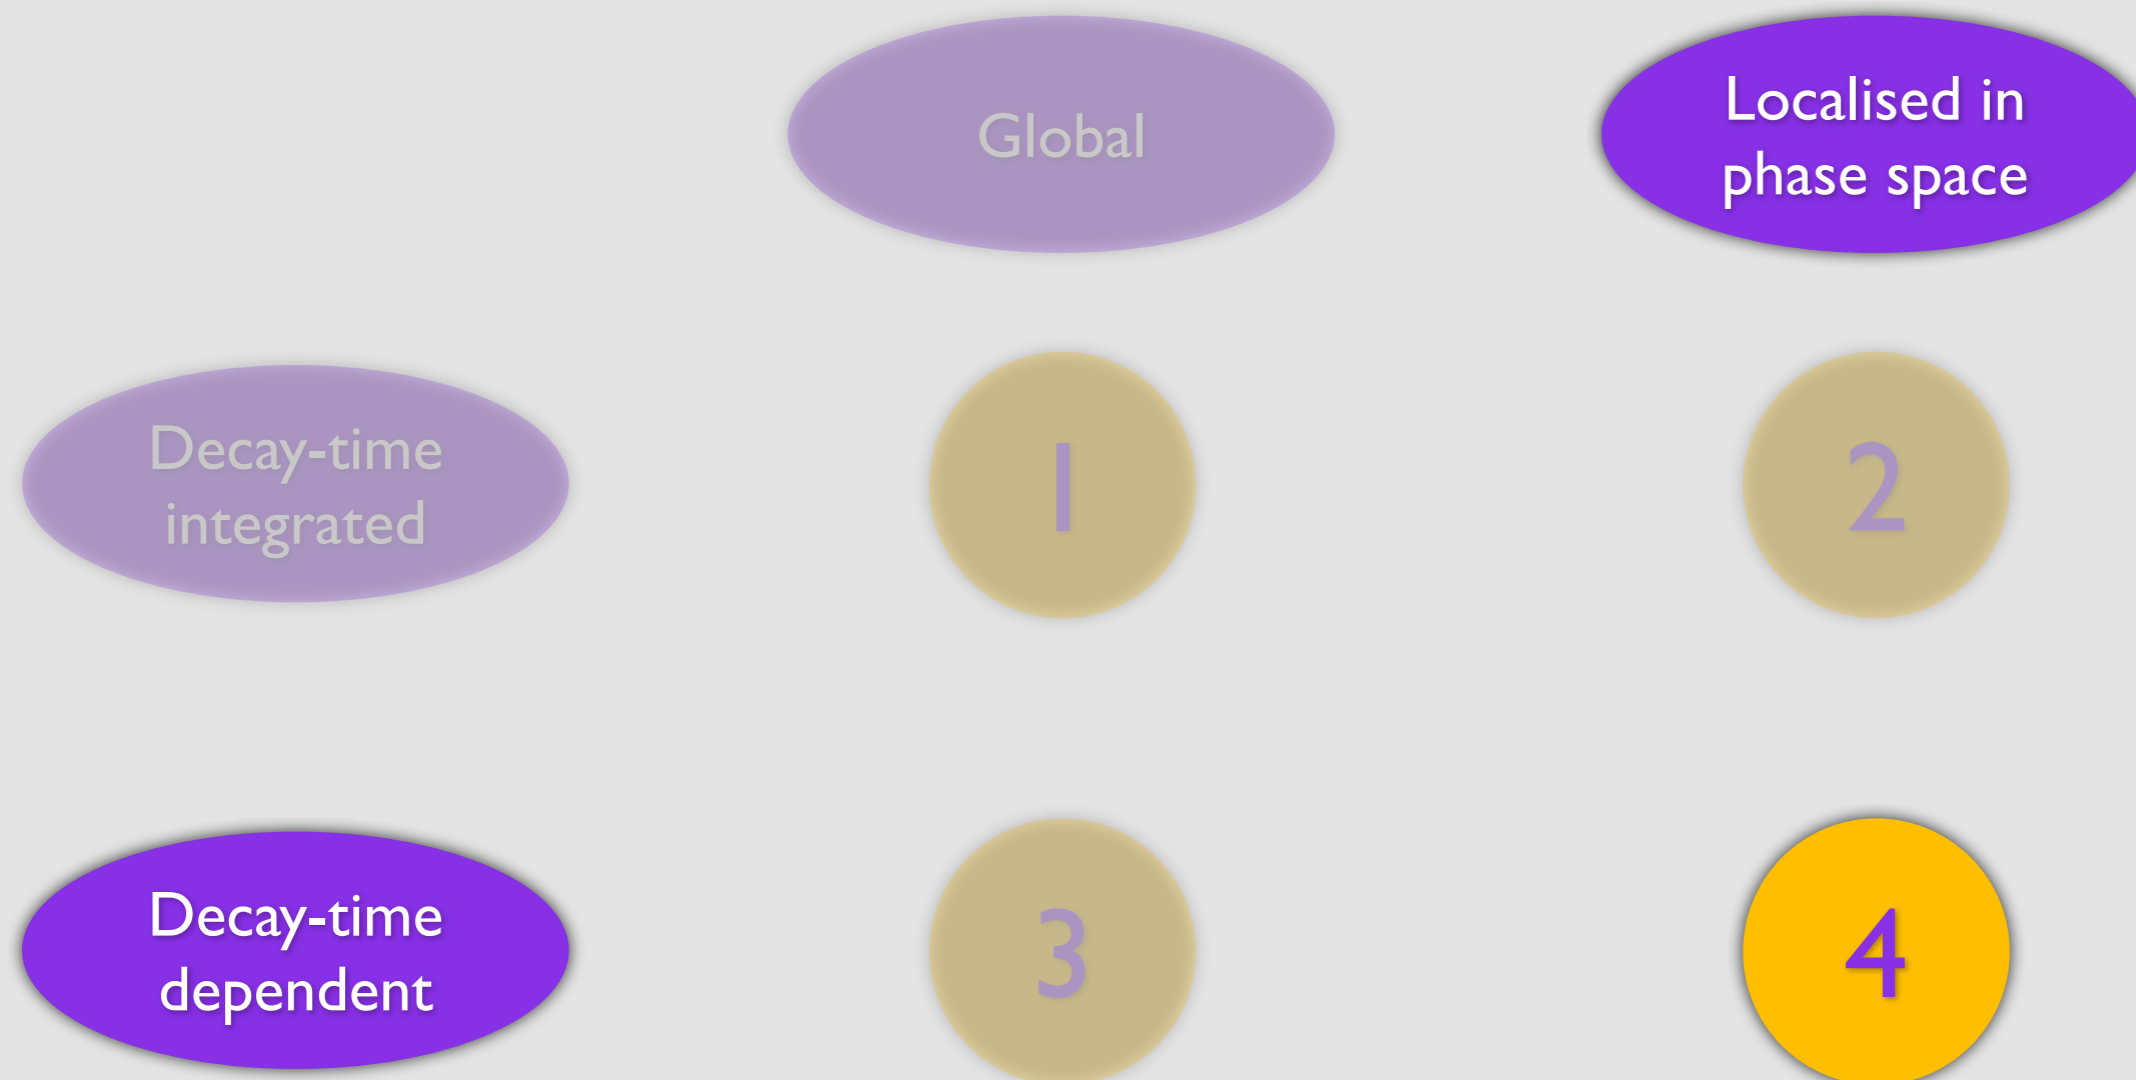 Global
Localised in
phase space
Decay-time
integrated
1
2
Decay-time
dependent
3
4